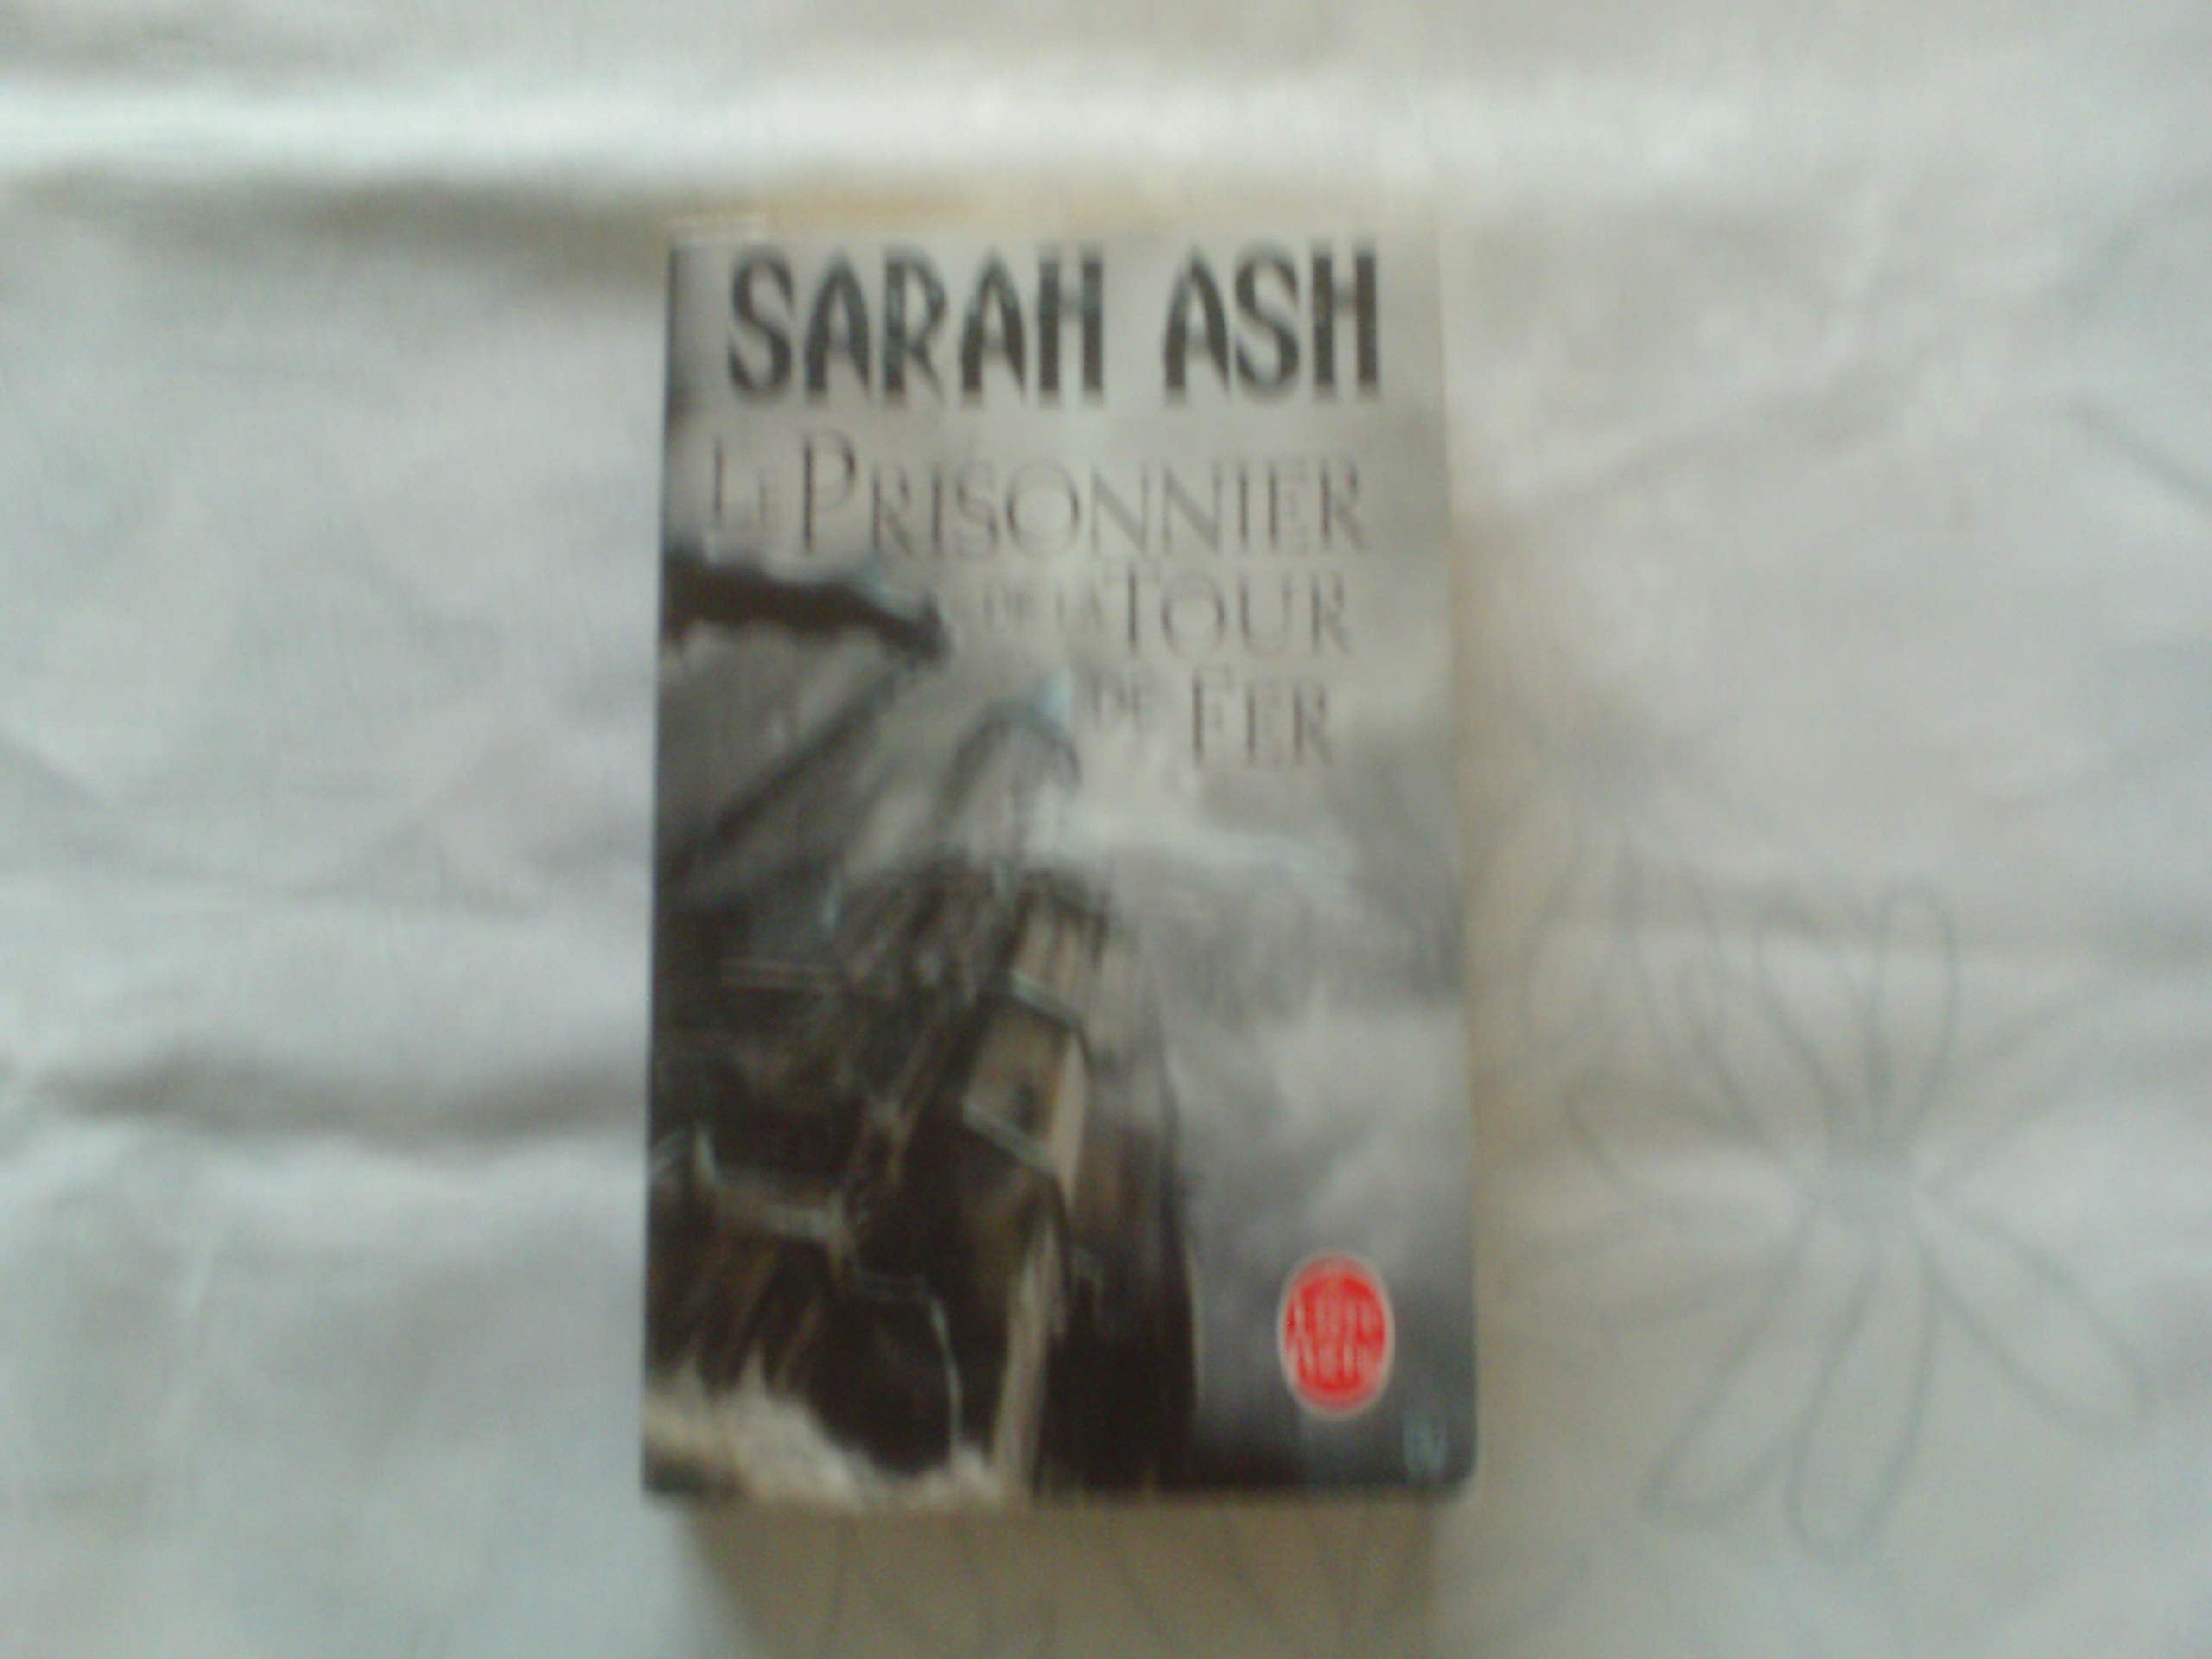 SARAH ASH
LE PRISONNIER
DE LA TOUR
DE FER